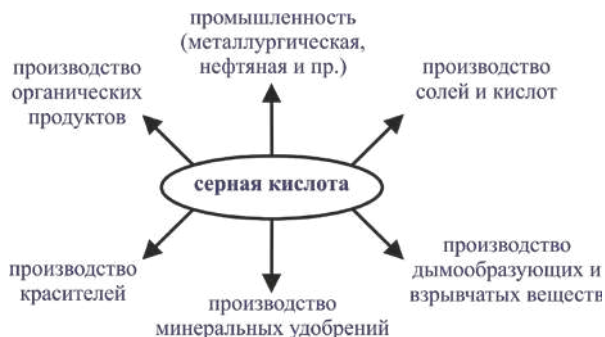 промышленность
(металлургическая,
нефтяная и пр.)
производство
органических
продуктов
производство
солей и кислот
серная кислота
производство
красителей
производство
минеральных удобрений
производство
дымообразующих и
взрывчатых веществ